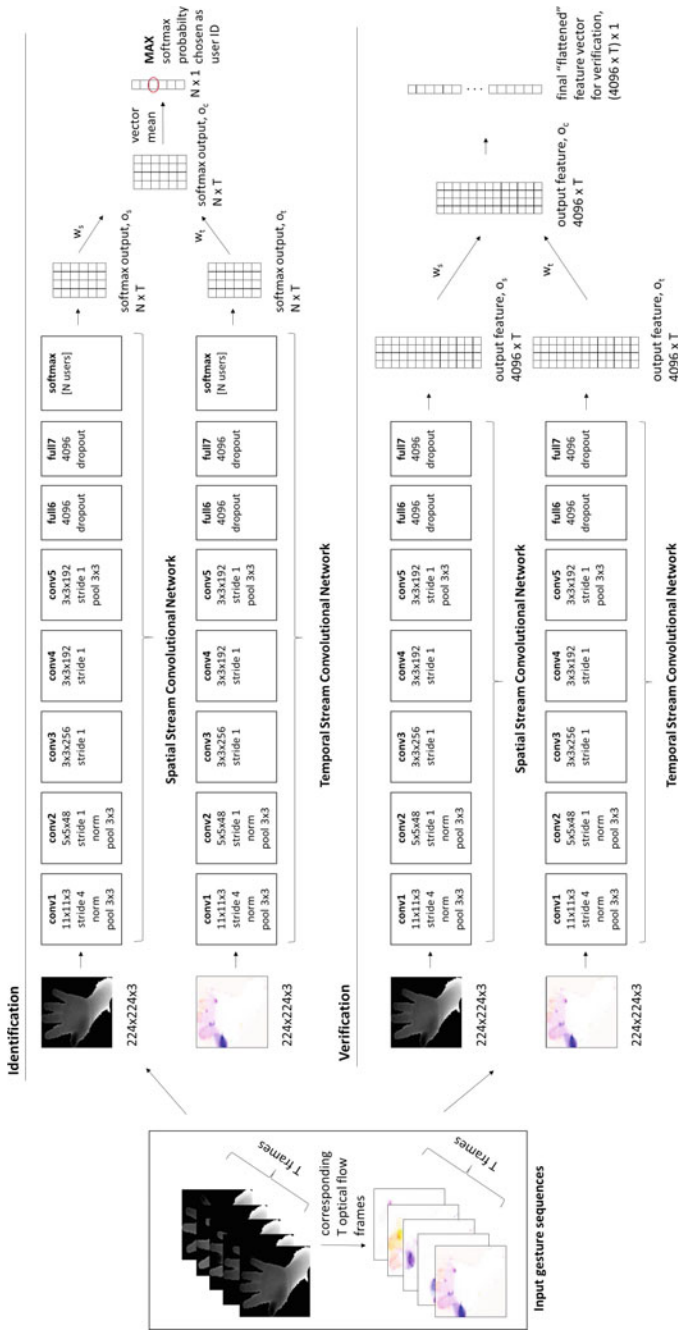 Input gesture sequences
T frames
corresponding
T optical flow
frames
T frames
Identification
224x224x3
conv1
11x11x3
stride 4
norm
pool 3x3
conv2
5x5x48
stride 1
norm
pool 3x3
conv3
3x3x256
stride 1
conv4
3x3x192
stride 1
conv5
3x3x192
stride 1
pool 3x3
full6
4096
dropout
full7
4096
dropout
softmax
[N users]
Spatial Stream Convolutional Network
softmax output, os
N x T
ws
224x224x3
conv1
11x11x3
stride 4
norm
pool 3x3
conv2
5x5x48
stride 1
norm
pool 3x3
conv3
3x3x256
stride 1
conv4
3x3x192
stride 1
conv5
3x3x192
stride 1
pool 3x3
full6
4096
dropout
full7
4096
dropout
softmax
[N users]
Temporal Stream Convolutional Network
softmax output, ot
N x T
wt
softmax output, oc
N x T
vector
mean
N x 1
MAX
softmax
probabilty
chosen as
user ID
Verification
224x224x3
conv1
11x11x3
stride 4
norm
pool 3x3
conv2
5x5x48
stride 1
norm
pool 3x3
conv3
3x3x256
stride 1
conv4
3x3x192
stride 1
conv5
3x3x192
stride 1
pool 3x3
full6
4096
dropout
full7
4096
dropout
Spatial Stream Convolutional Network
output feature, os
4096 x T
ws
224x224x3
conv1
11x11x3
stride 4
norm
pool 3x3
conv2
5x5x48
stride 1
norm
pool 3x3
conv3
3x3x256
stride 1
conv4
3x3x192
stride 1
conv5
3x3x192
stride 1
pool 3x3
full6
4096
dropout
full7
4096
dropout
Temporal Stream Convolutional Network
output feature, ot
4096 x T
wt
output feature, oc
4096 x T
. . .
final "flattened"
feature vector
for verification,
(4096 x T) x 1